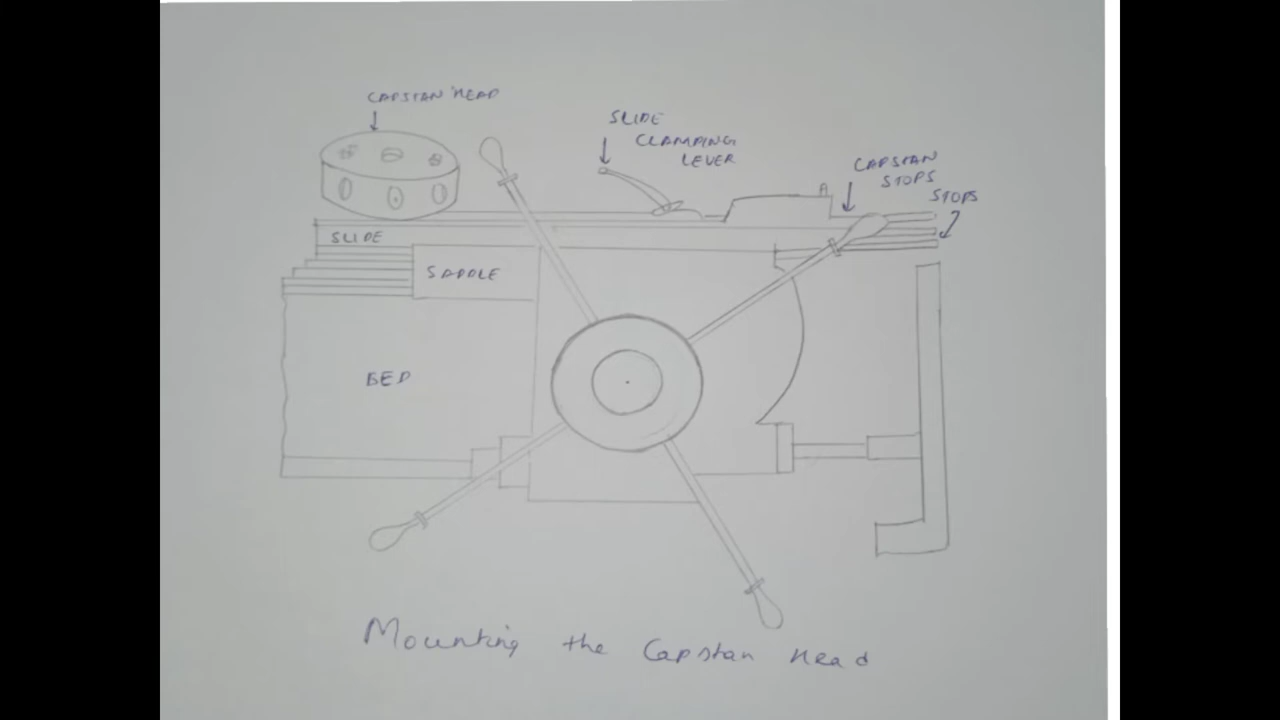 CAPSTAN HEAD
SLIDE
CLAMPING
LEVER
CAPSTAN
STOPS
STOPS
SLIDE
SADDLE
BED
Mounting the Capstan Head